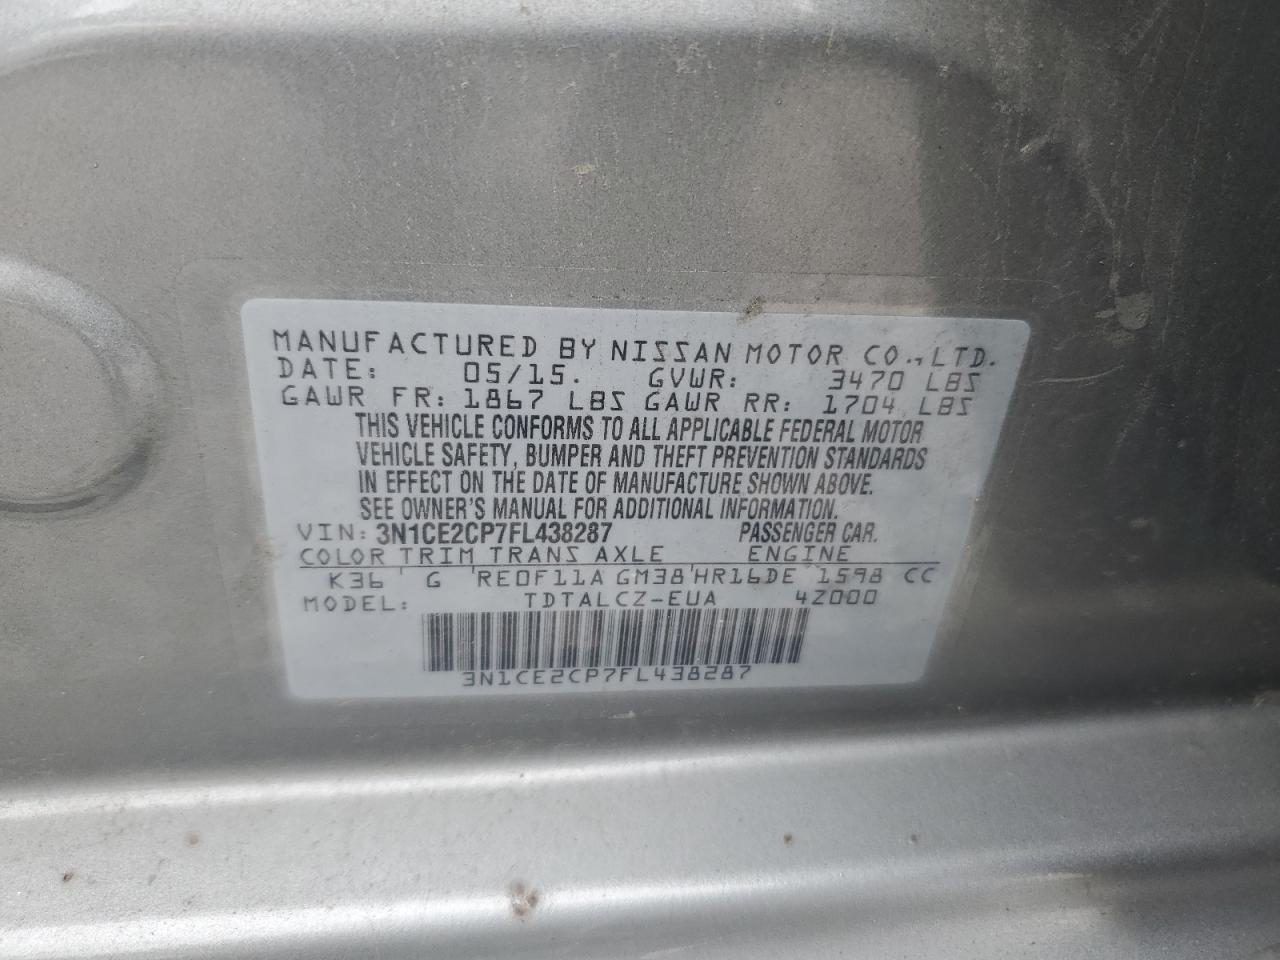 MANUFACTURED BY NISSAN MOTOR CO., LTD.
DATE: 05/15. GVWR: 3470 LBS
GAWR FR: 1867 LBS GAWR RR: 1704 LBS
THIS VEHICLE CONFORMS TO ALL APPLICABLE FEDERAL MOTOR
VEHICLE SAFETY, BUMPER AND THEFT PREVENTION STANDARDS
IN EFFECT ON THE DATE OF MANUFACTURE SHOWN ABOVE.
SEE OWNER'S MANUAL FOR ADDITIONAL INFORMATION.
VIN: 3N1CE2CP7FL438287 PASSENGER CAR.
COLOR TRIM TRANS AXLE ENGINE
K36 G RE0F11A GM38 HR16DE 1598 CC
MODEL: TDTALCZ-EUA 4Z000
3N1CE2CP7FL438287